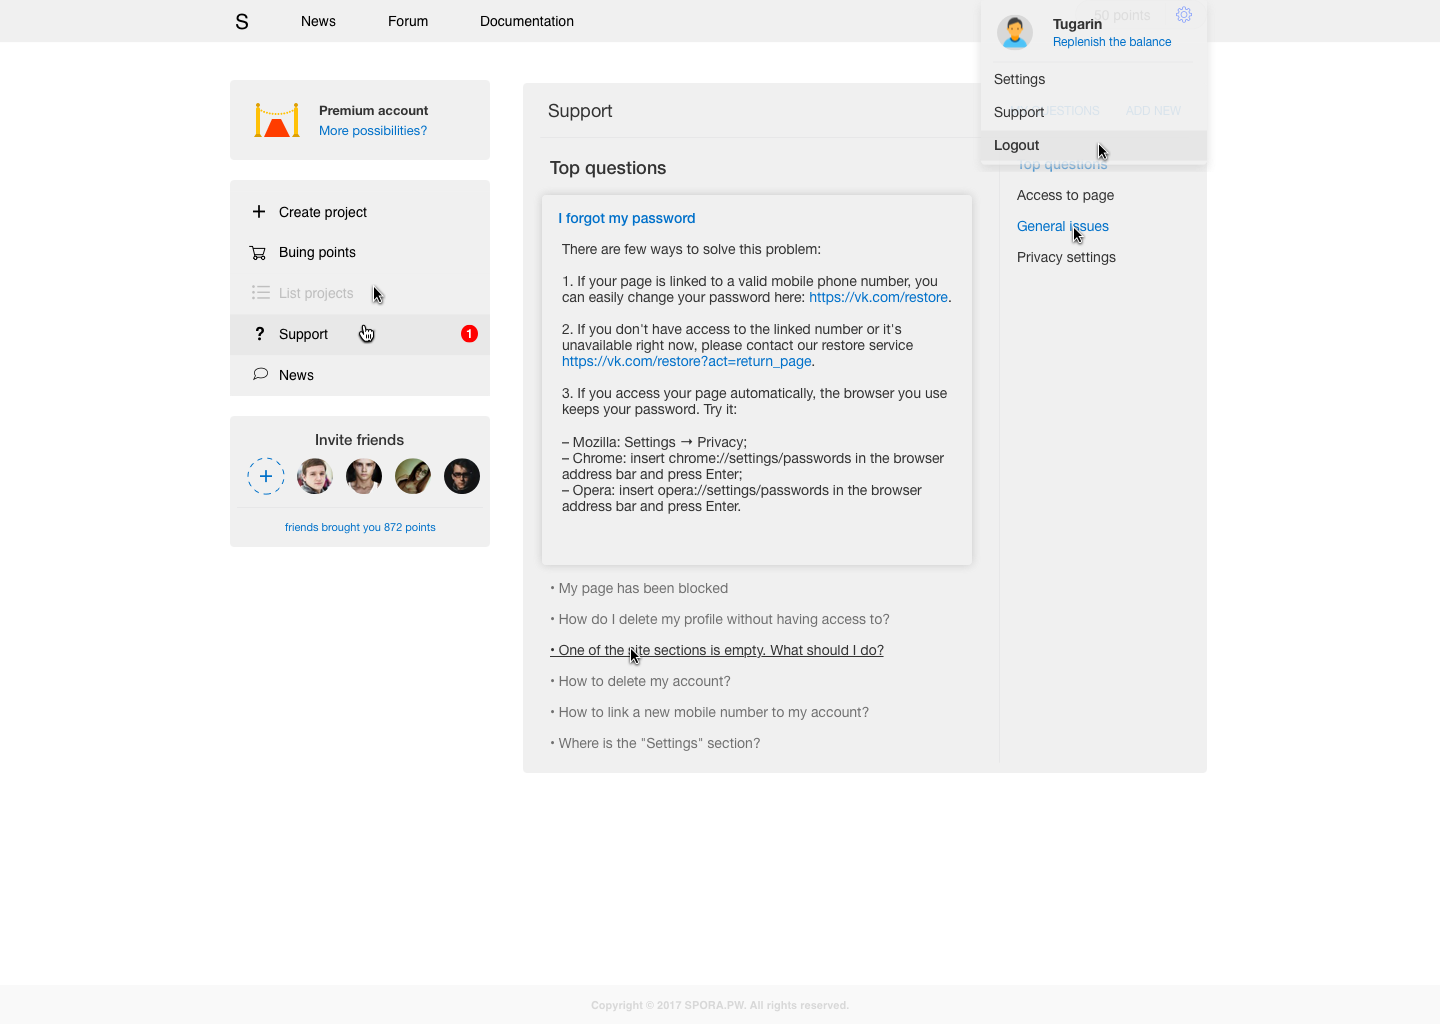 S
News
Forum
Documentation
50 points
Tugarin
Replenish the balance
Settings
Support
Logout
Premium account
More possibilities?
Create project
Buing points
List projects
Support
1
News
Invite friends
friends brought you 872 points
Support
ADD NEW
Top questions
I forgot my password
There are few ways to solve this problem:
1. If your page is linked to a valid mobile phone number, you
can easily change your password here: https://vk.com/restore.
2. If you don't have access to the linked number or it's
unavailable right now, please contact our restore service
https://vk.com/restore?act=return_page.
3. If you access your page automatically, the browser you use
keeps your password. Try it:
– Mozilla: Settings → Privacy;
– Chrome: insert chrome://settings/passwords in the browser
address bar and press Enter;
– Opera: insert opera://settings/passwords in the browser
address bar and press Enter.
• My page has been blocked
• How do I delete my profile without having access to?
• One of the site sections is empty. What should I do?
• How to delete my account?
• How to link a new mobile number to my account?
• Where is the "Settings" section?
Top questions
Access to page
General issues
Privacy settings
Copyright © 2017 SPORA.PW. All rights reserved.